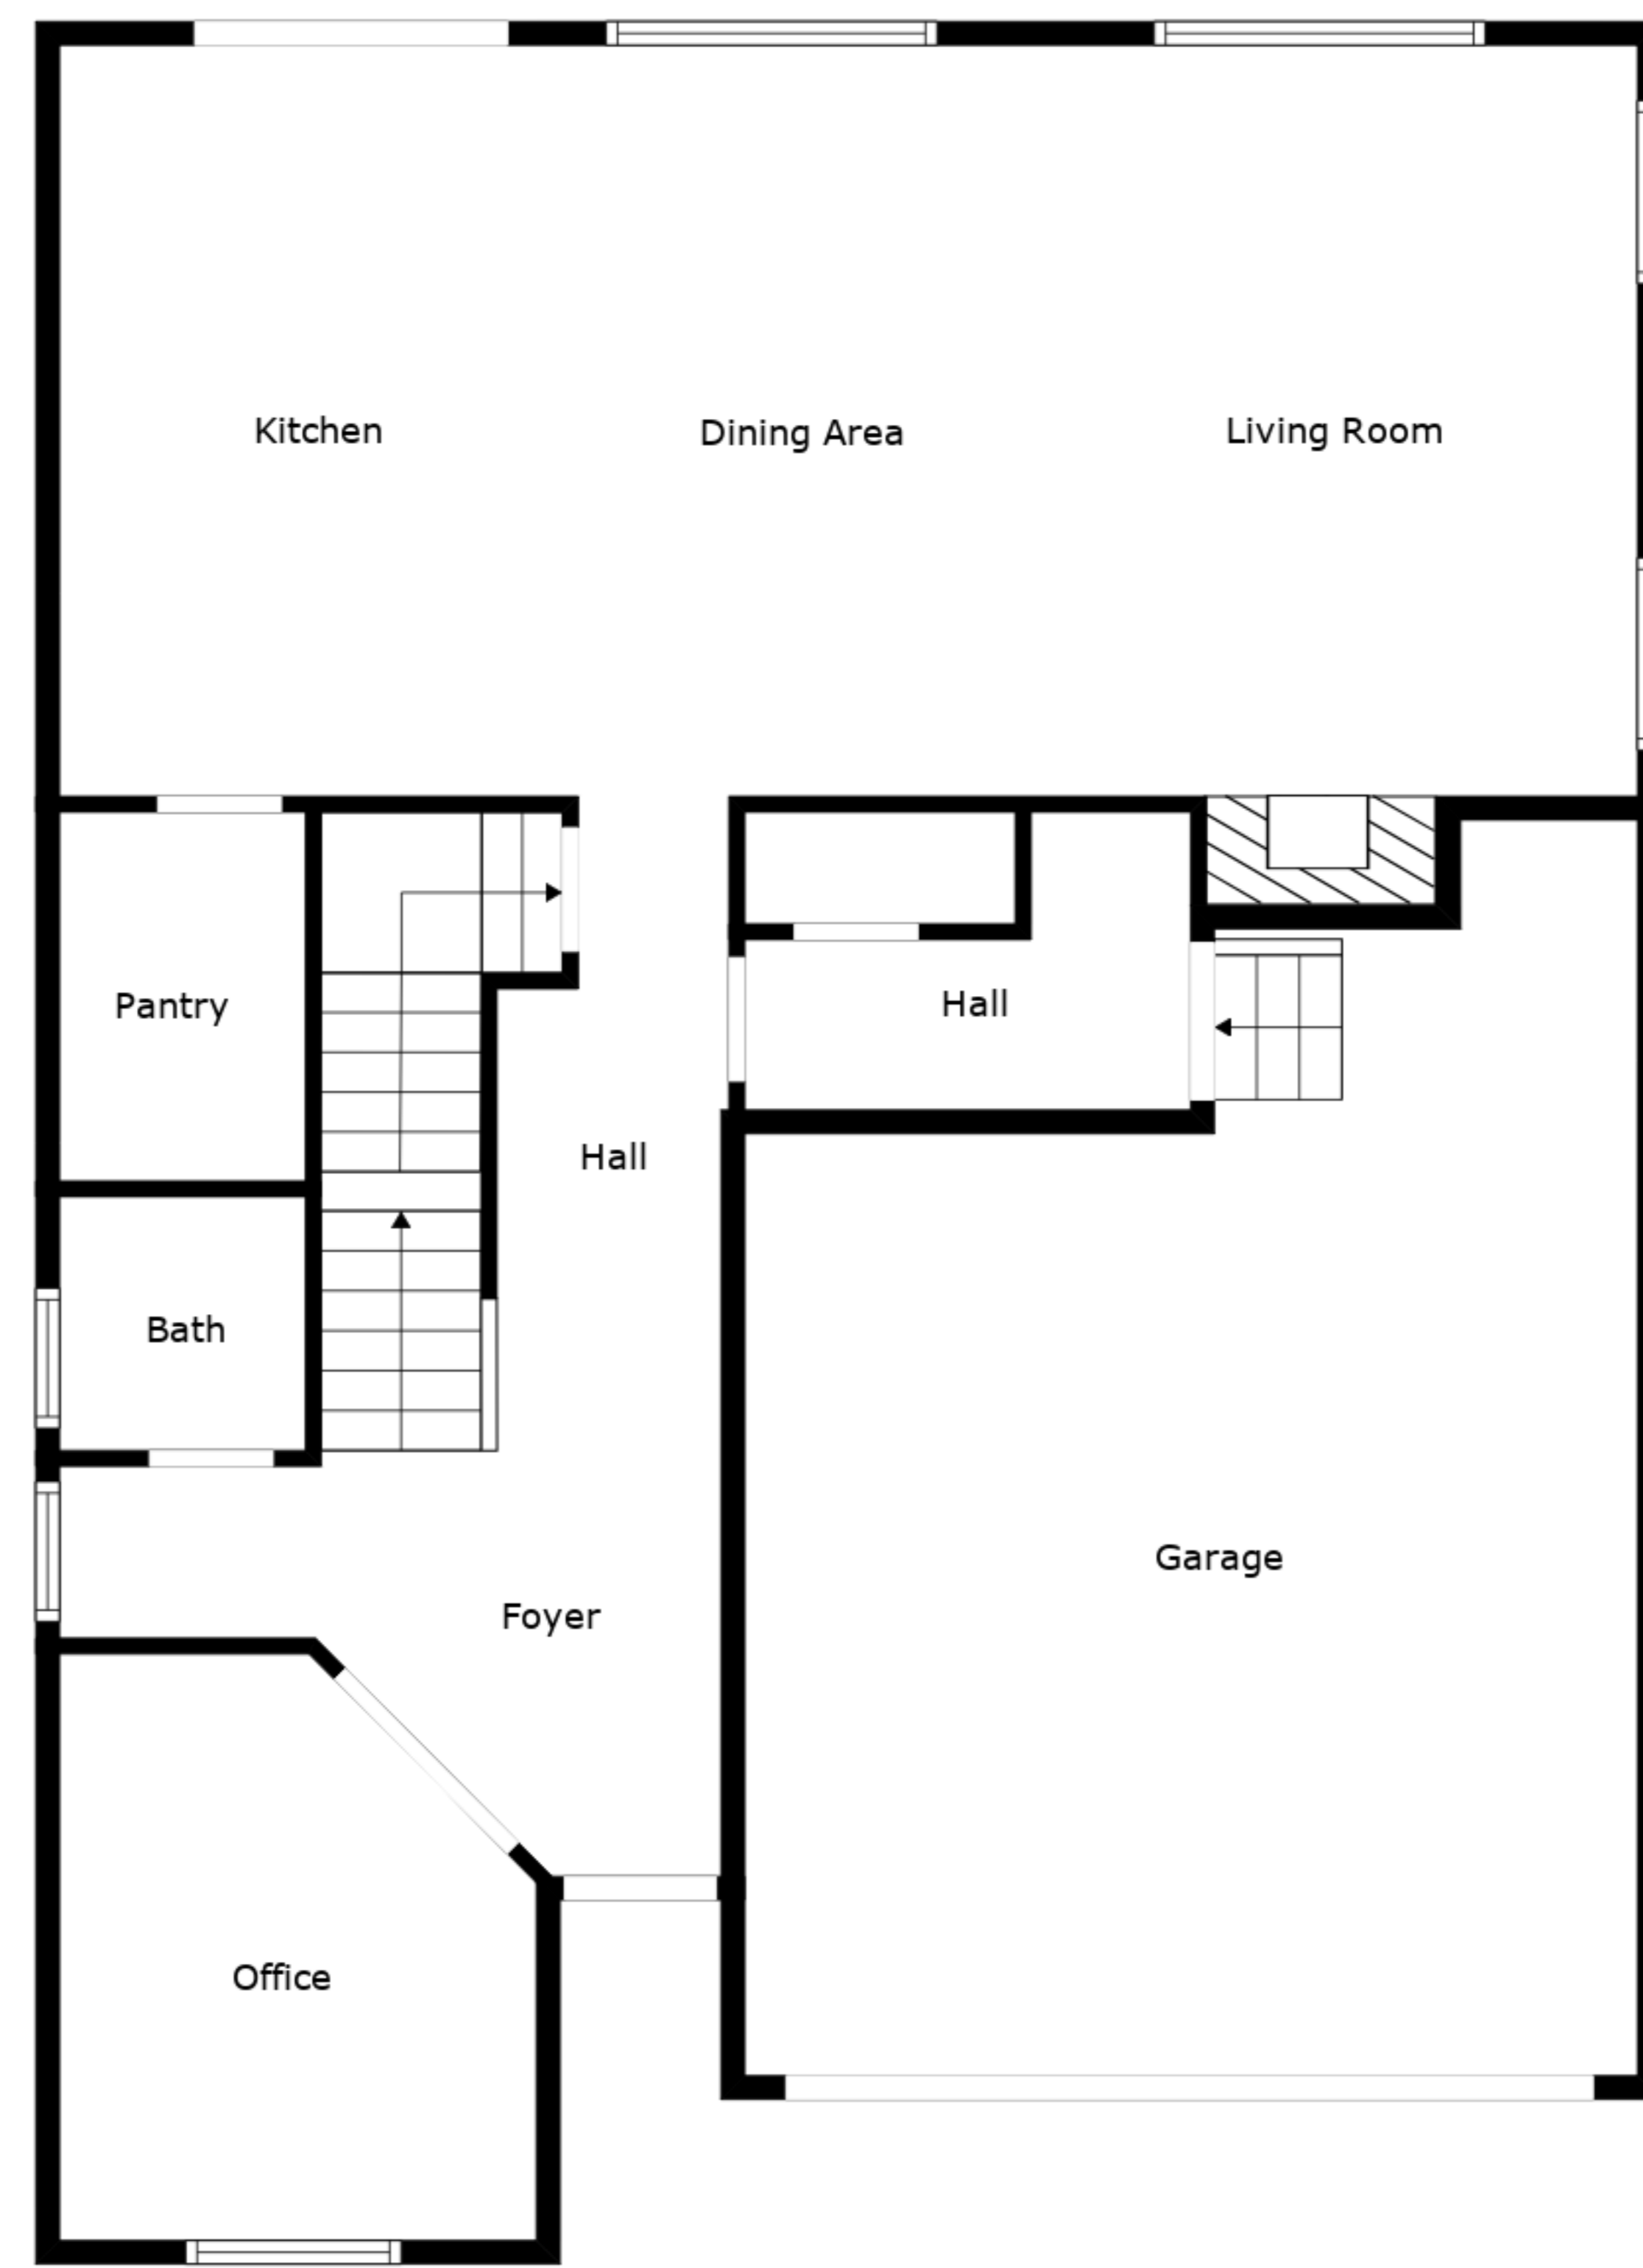 Kitchen
Dining Area
Living Room
Pantry
Hall
Hall
Bath
Garage
Foyer
Office